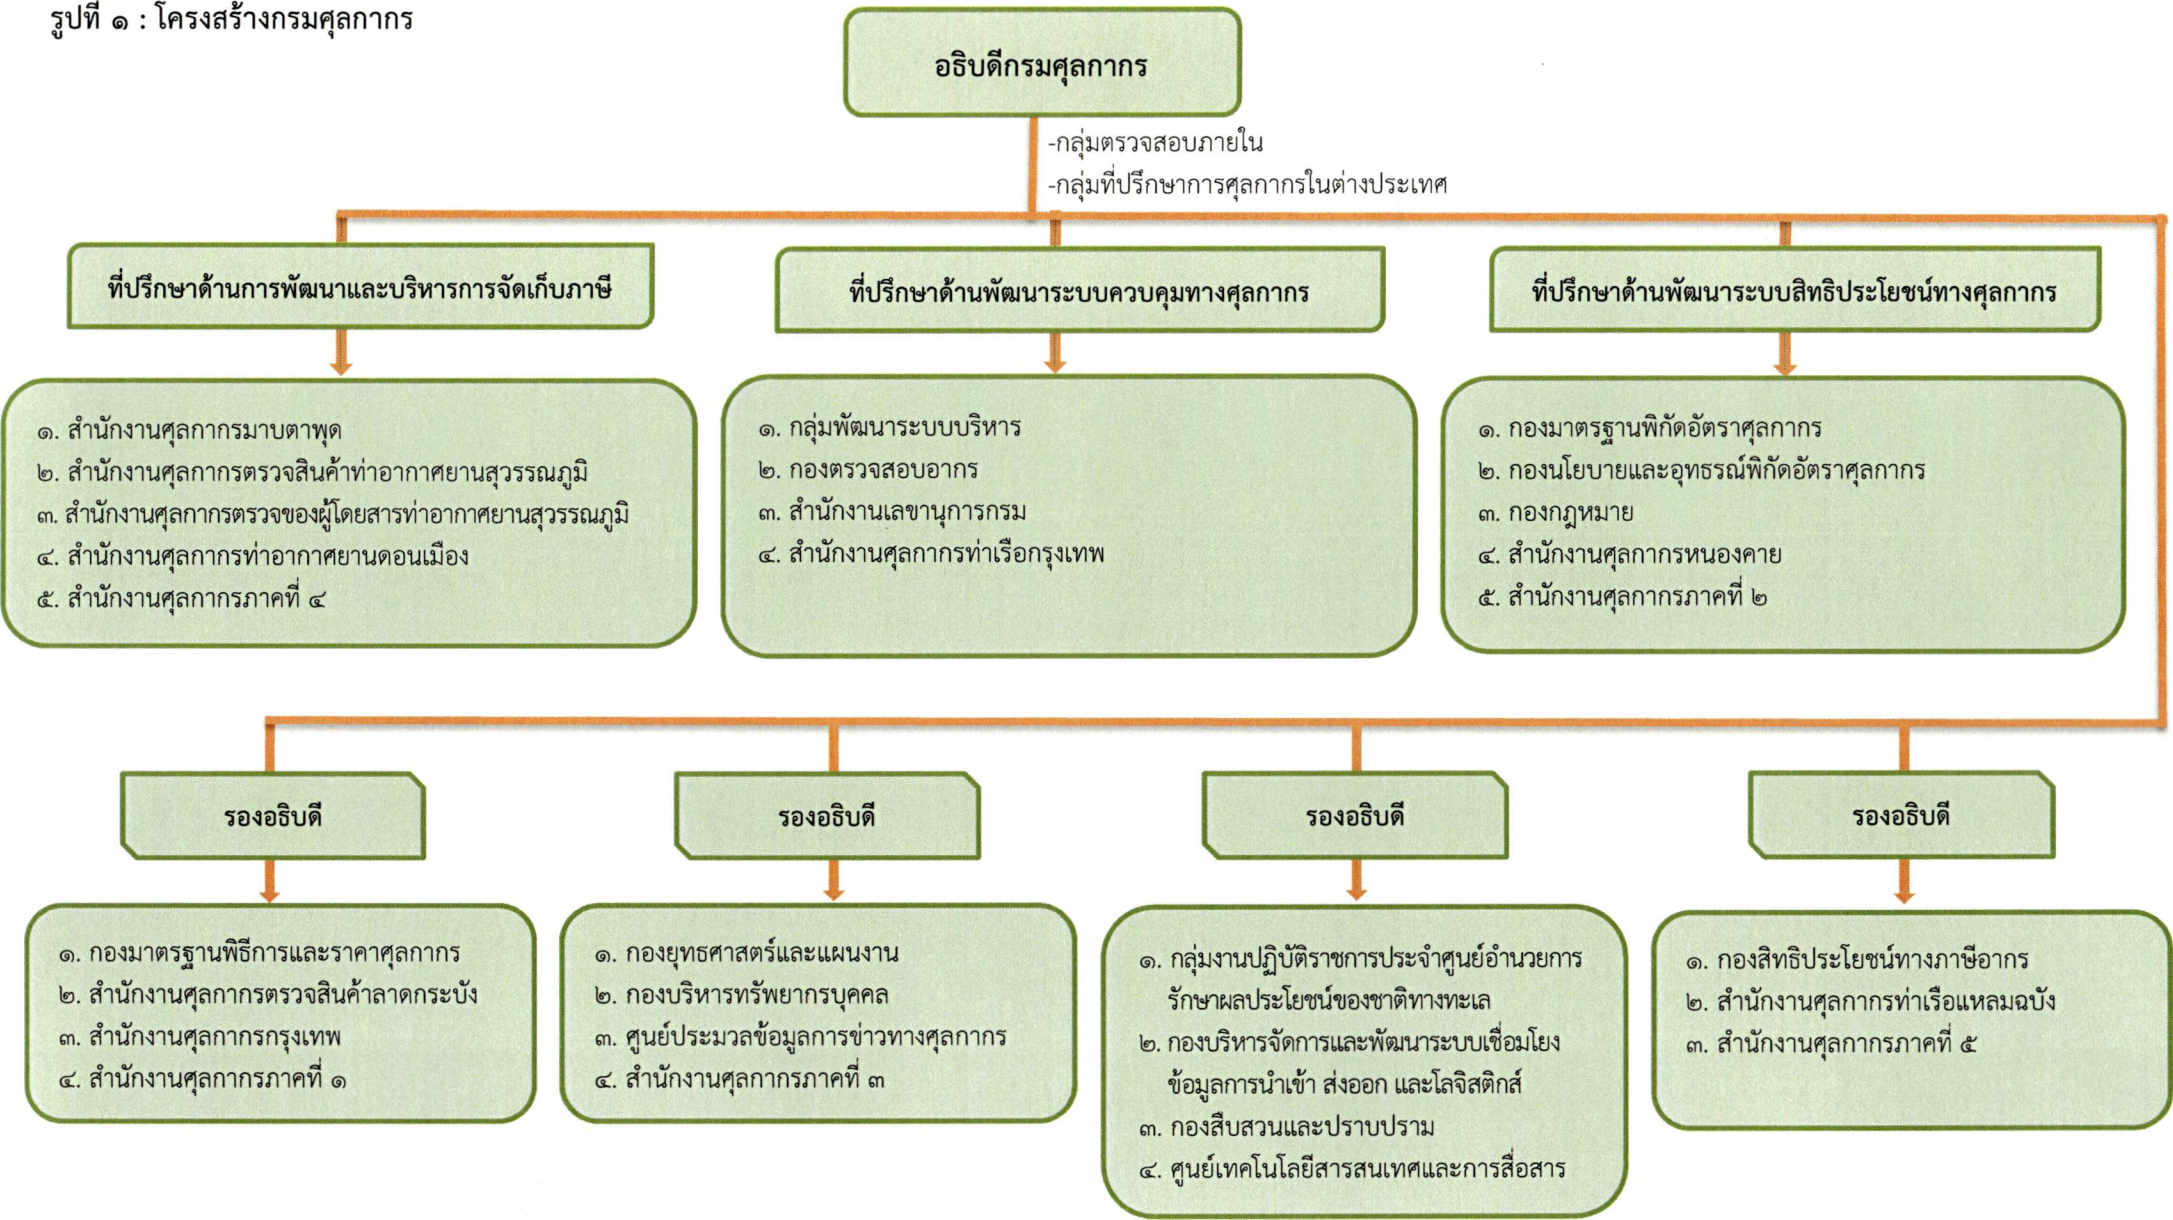 รูปที่ ๑ : โครงสร้างกรมศุลกากร
อธิบดีกรมศุลกากร
-กลุ่มตรวจสอบภายใน
-กลุ่มที่ปรึกษาการศุลกากรในต่างประเทศ
ที่ปรึกษาด้านการพัฒนาและบริหารการจัดเก็บภาษี
๑. สำนักงานศุลกากรมาบตาพุด
๒. สำนักงานศุลกากรตรวจสินค้าท่าอากาศยานสุวรรณภูมิ
๓. สำนักงานศุลกากรตรวจของผู้โดยสารท่าอากาศยานสุวรรณภูมิ
๔. สำนักงานศุลกากรท่าอากาศยานดอนเมือง
๕. สำนักงานศุลกากรภาคที่ ๔
ที่ปรึกษาด้านพัฒนาระบบควบคุมทางศุลกากร
๑. กลุ่มพัฒนาระบบบริหาร
๒. กองตรวจสอบอากร
๓. สำนักงานเลขานุการกรม
๔. สำนักงานศุลกากรท่าเรือกรุงเทพ
ที่ปรึกษาด้านพัฒนาระบบสิทธิประโยชน์ทางศุลกากร
๑. กองมาตรฐานพิกัดอัตราศุลกากร
๒. กองนโยบายและอุทธรณ์พิกัดอัตราศุลกากร
๓. กองกฎหมาย
๔. สำนักงานศุลกากรหนองคาย
๕. สำนักงานศุลกากรภาคที่ ๒
รองอธิบดี
๑. กองมาตรฐานพิธีการและราคาศุลกากร
๒. สำนักงานศุลกากรตรวจสินค้าลาดกระบัง
๓. สำนักงานศุลกากรกรุงเทพ
๔. สำนักงานศุลกากรภาคที่ ๑
รองอธิบดี
๑. กองยุทธศาสตร์และแผนงาน
๒. กองบริหารทรัพยากรบุคคล
๓. ศูนย์ประมวลข้อมูลการข่าวทางศุลกากร
๔. สำนักงานศุลกากรภาคที่ ๓
รองอธิบดี
๑. กลุ่มงานปฏิบัติราชการประจำศูนย์อำนวยการ
รักษาผลประโยชน์ของชาติทางทะเล
๒. กองบริหารจัดการและพัฒนาระบบเชื่อมโยง
ข้อมูลการนำเข้า ส่งออก และโลจิสติกส์
๓. กองสืบสวนและปราบปราม
๔. ศูนย์เทคโนโลยีสารสนเทศและการสื่อสาร
รองอธิบดี
๑. กองสิทธิประโยชน์ทางภาษีอากร
๒. สำนักงานศุลกากรท่าเรือแหลมฉบัง
๓. สำนักงานศุลกากรภาคที่ ๕